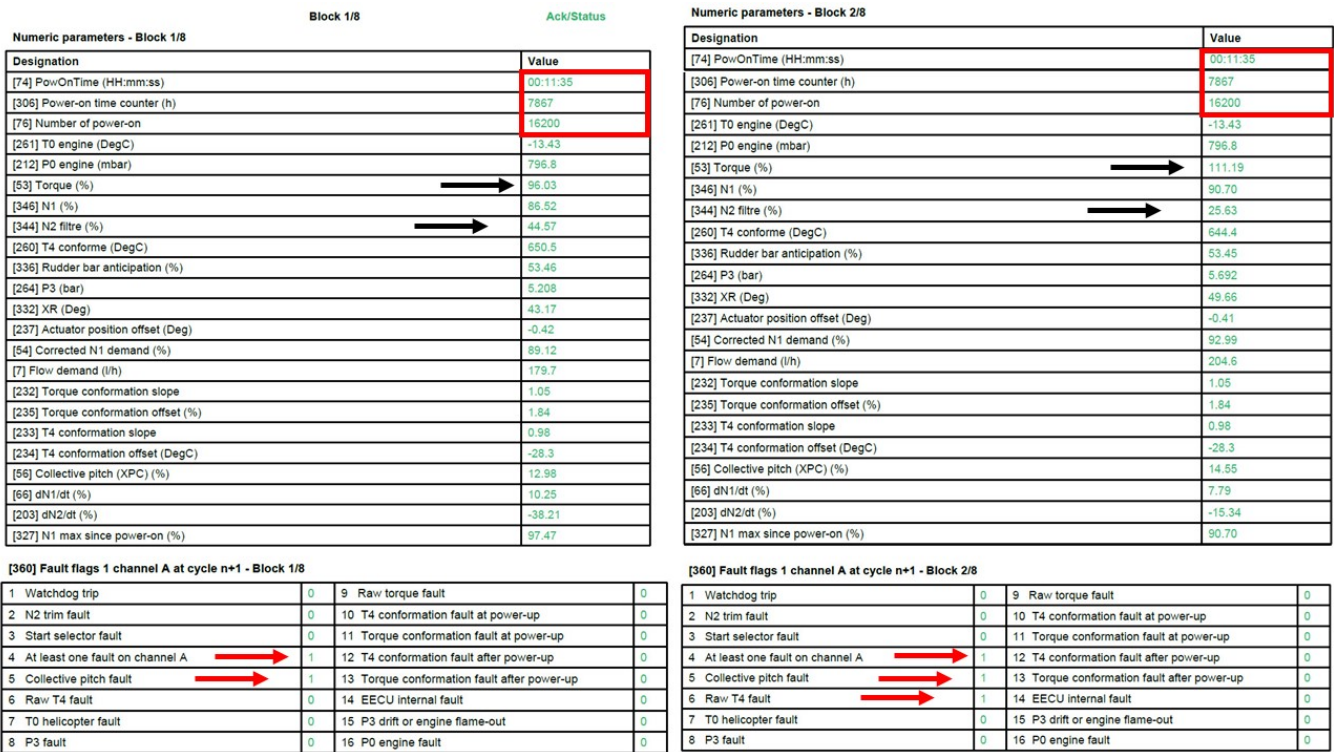 Block 1/8 Ack/Status
Numeric parameters - Block 1/8
Designation Value
[74] PowOnTime (HH:mm:ss) 00:11:35
[306] Power-on time counter (h) 7867
[76] Number of power-on 16200
[261] T0 engine (DegC) -13.43
[212] P0 engine (mbar) 796.8
[53] Torque (%) 96.03
[346] N1 (%) 86.52
[344] N2 filtre (%) 44.57
[260] T4 conforme (DegC) 650.5
[336] Rudder bar anticipation (%) 53.46
[264] P3 (bar) 5.208
[332] XR (Deg) 43.17
[237] Actuator position offset (Deg) -0.42
[54] Corrected N1 demand (%) 89.12
[7] Flow demand (l/h) 179.7
[232] Torque conformation slope 1.05
[235] Torque conformation offset (%) 1.84
[233] T4 conformation slope 0.98
[234] T4 conformation offset (DegC) -28.3
[56] Collective pitch (XPC) (%) 12.98
[66] dN1/dt (%) 10.25
[203] dN2/dt (%) -38.21
[327] N1 max since power-on (%) 97.47
[360] Fault flags 1 channel A at cycle n+1 - Block 1/8
1 Watchdog trip 0 9 Raw torque fault 0
2 N2 trim fault 0 10 T4 conformation fault at power-up 0
3 Start selector fault 0 11 Torque conformation fault at power-up 0
4 At least one fault on channel A 1 12 T4 conformation fault after power-up 0
5 Collective pitch fault 1 13 Torque conformation fault after power-up 0
6 Raw T4 fault 0 14 EECU internal fault 0
7 T0 helicopter fault 0 15 P3 drift or engine flame-out 0
8 P3 fault 0 16 P0 engine fault 0
Numeric parameters - Block 2/8
Designation Value
[74] PowOnTime (HH:mm:ss) 00:11:35
[306] Power-on time counter (h) 7867
[76] Number of power-on 16200
[261] T0 engine (DegC) -13.43
[212] P0 engine (mbar) 796.8
[53] Torque (%) 111.19
[346] N1 (%) 90.70
[344] N2 filtre (%) 25.63
[260] T4 conforme (DegC) 644.4
[336] Rudder bar anticipation (%) 53.45
[264] P3 (bar) 5.692
[332] XR (Deg) 49.66
[237] Actuator position offset (Deg) -0.41
[54] Corrected N1 demand (%) 92.99
[7] Flow demand (l/h) 204.6
[232] Torque conformation slope 1.05
[235] Torque conformation offset (%) 1.84
[233] T4 conformation slope 0.98
[234] T4 conformation offset (DegC) -28.3
[56] Collective pitch (XPC) (%) 14.55
[66] dN1/dt (%) 7.79
[203] dN2/dt (%) -15.34
[327] N1 max since power-on (%) 90.70
[360] Fault flags 1 channel A at cycle n+1 - Block 2/8
1 Watchdog trip 0 9 Raw torque fault 0
2 N2 trim fault 0 10 T4 conformation fault at power-up 0
3 Start selector fault 0 11 Torque conformation fault at power-up 0
4 At least one fault on channel A 1 12 T4 conformation fault after power-up 0
5 Collective pitch fault 1 13 Torque conformation fault after power-up 0
6 Raw T4 fault 1 14 EECU internal fault 0
7 T0 helicopter fault 0 15 P3 drift or engine flame-out 0
8 P3 fault 0 16 P0 engine fault 0